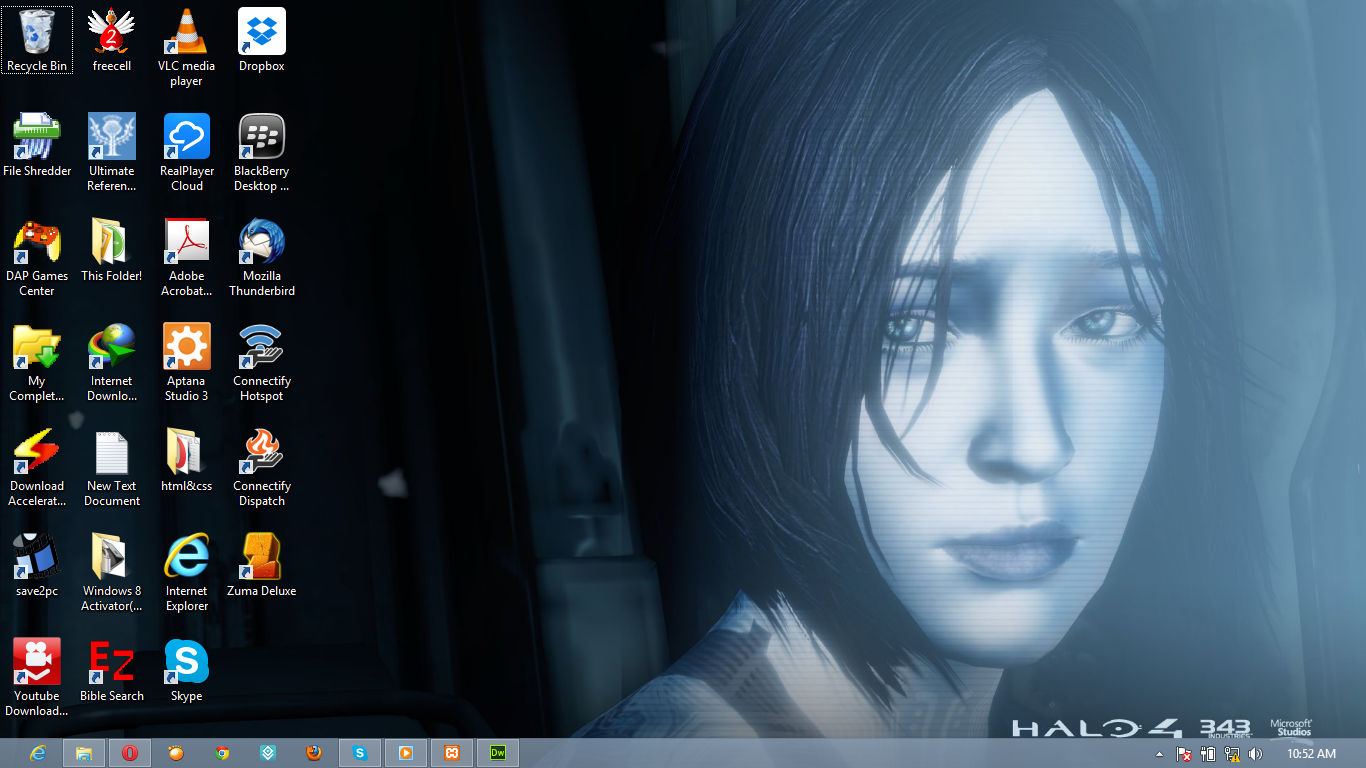 Recycle Bin
freecell
VLC media
player
Dropbox
File Shredder
Ultimate
Referen...
RealPlayer
Cloud
BlackBerry
Desktop ...
DAP Games
Center
This Folder!
Adobe
Acrobat...
Mozilla
Thunderbird
My
Complet...
Internet
Downlo...
Aptana
Studio 3
Connectify
Hotspot
Download
Accelerat...
New Text
Document
html&css
Connectify
Dispatch
save2pc
Windows 8
Activator(...
Internet
Explorer
Zuma Deluxe
Youtube
Download...
EZ
Bible Search
Skype
2
S
HALO 4
343
INDUSTRIES
Microsoft
Studios
Dw
10:52 AM